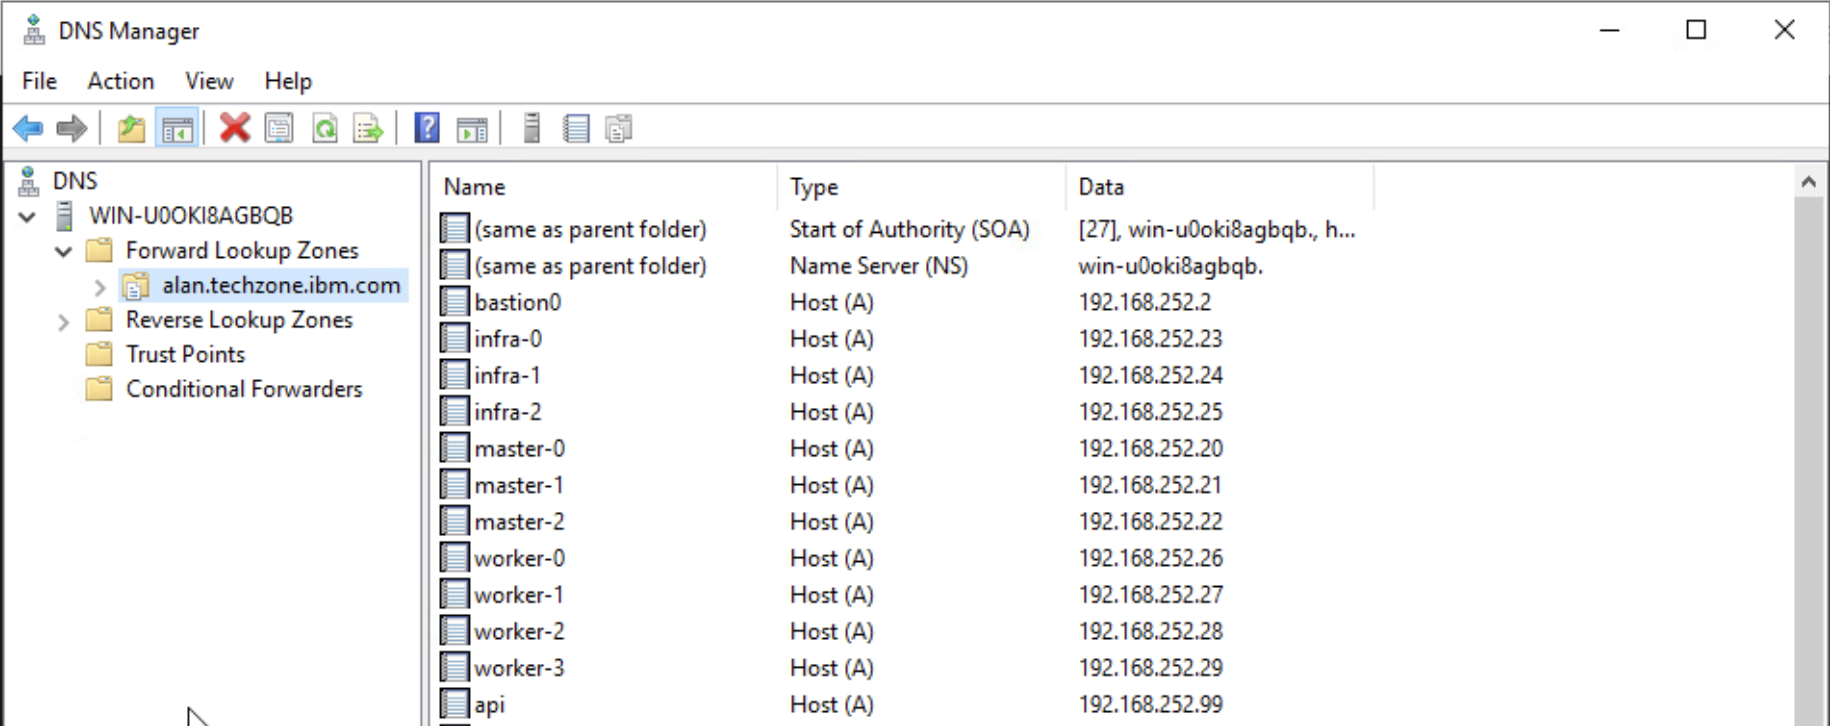 DNS Manager
File Action View Help
DNS
WIN-U0OKI8AGBQB
Forward Lookup Zones
alan.techzone.ibm.com
Reverse Lookup Zones
Trust Points
Conditional Forwarders
Name Type Data
(same as parent folder) Start of Authority (SOA) [27], win-u0oki8agbqb., h...
(same as parent folder) Name Server (NS) win-u0oki8agbqb.
bastion0 Host (A) 192.168.252.2
infra-0 Host (A) 192.168.252.23
infra-1 Host (A) 192.168.252.24
infra-2 Host (A) 192.168.252.25
master-0 Host (A) 192.168.252.20
master-1 Host (A) 192.168.252.21
master-2 Host (A) 192.168.252.22
worker-0 Host (A) 192.168.252.26
worker-1 Host (A) 192.168.252.27
worker-2 Host (A) 192.168.252.28
worker-3 Host (A) 192.168.252.29
api Host (A) 192.168.252.99